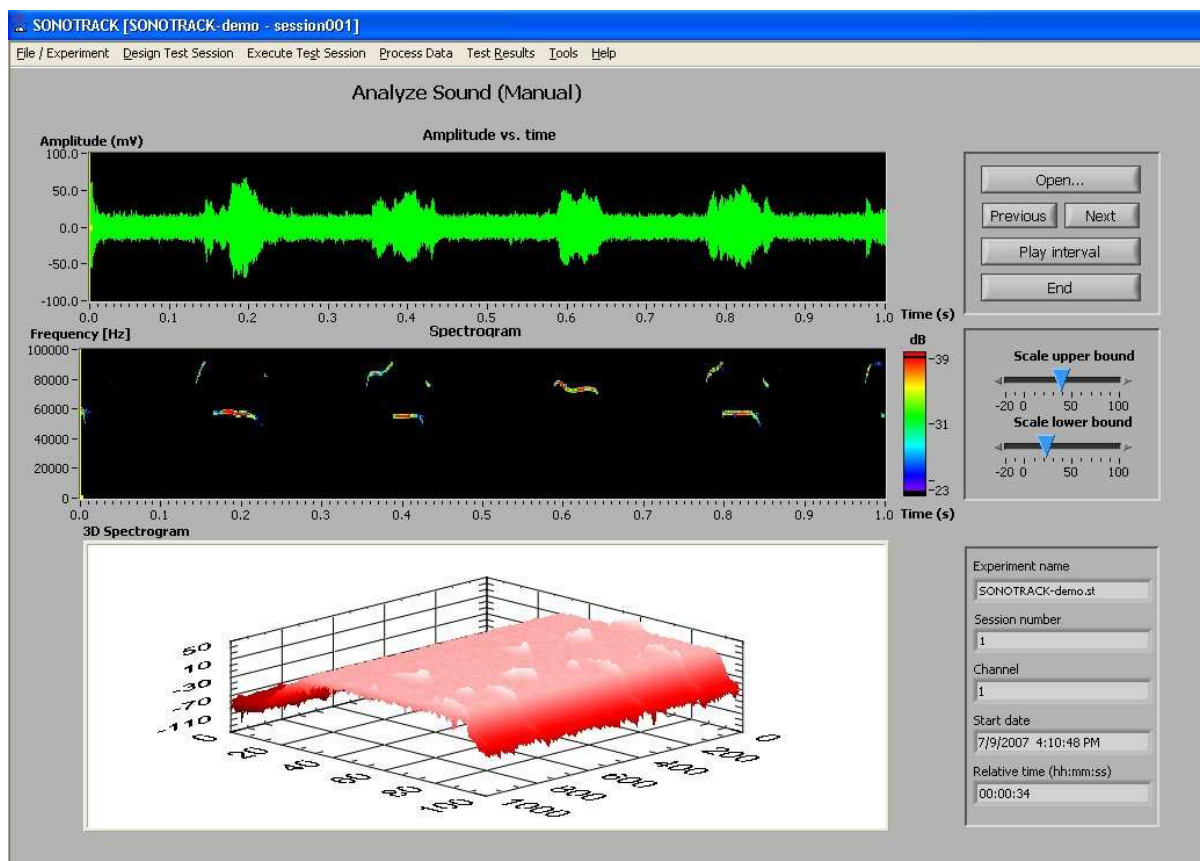 SONOTRACK [SONOTRACK-demo - session001]
File / Experiment Design Test Session Execute Test Session Process Data Test Results Tools Help
Analyze Sound (Manual)
Amplitude (mV)
Amplitude vs. time
100.0
50.0
0.0
-50.0
-100.0
0.0 0.1 0.2 0.3 0.4 0.5 0.6 0.7 0.8 0.9 1.0 Time (s)
Frequency [Hz]
Spectrogram
100000
80000
60000
40000
20000
0
0.0 0.1 0.2 0.3 0.4 0.5 0.6 0.7 0.8 0.9 1.0 Time (s)
dB
-39
-31
-23
3D Spectrogram
50
10
-30
-70
-110
0 20 40 60 80 100
1000 800 600 400 200 0
Open...
Previous Next
Play interval
End
Scale upper bound
-20 0 50 100
Scale lower bound
-20 0 50 100
Experiment name
SONOTRACK-demo.st
Session number
1
Channel
1
Start date
7/9/2007 4:10:48 PM
Relative time (hh:mm:ss)
00:00:34